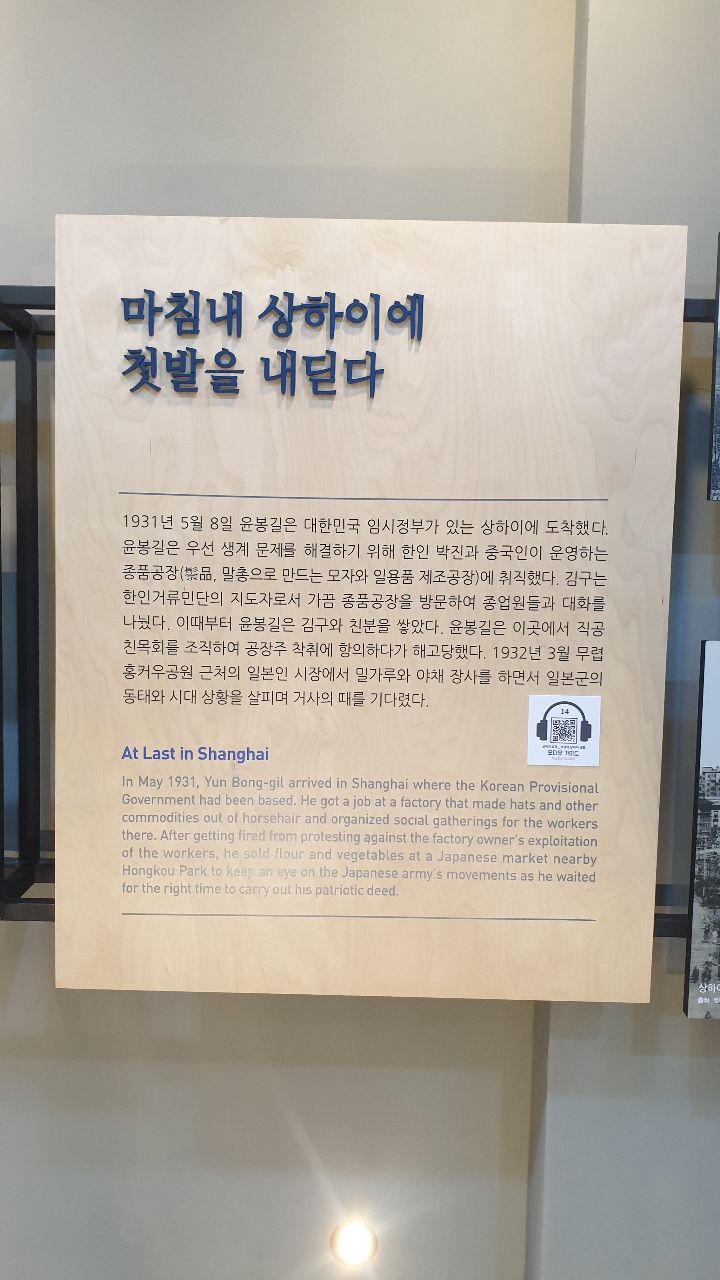 마침내 상하이에
첫발을 내딛다
1931년 5월 8일 윤봉길은 대한민국 임시정부가 있는 상하이에 도착했다.
윤봉길은 우선 생계 문제를 해결하기 위해 한인 박진과 중국인이 운영하는
종품공장(鬃品, 말총으로 만드는 모자와 일용품 제조공장)에 취직했다. 김구는
한인거류민단의 지도자로서 가끔 종품공장을 방문하여 종업원들과 대화를
나눴다. 이때부터 윤봉길은 김구와 친분을 쌓았다. 윤봉길은 이곳에서 직공
친목회를 조직하여 공장주 착취에 항의하다가 해고당했다. 1932년 3월 무렵
홍커우공원 근처의 일본인 시장에서 밀가루와 야채 장사를 하면서 일본군의
동태와 시대 상황을 살피며 거사의 때를 기다렸다.
14
오디오 가이드
Audio Guide
At Last in Shanghai
In May 1931, Yun Bong-gil arrived in Shanghai where the Korean Provisional
Government had been based. He got a job at a factory that made hats and other
commodities out of horsehair and organized social gatherings for the workers
there. After getting fired from protesting against the factory owner's exploitation
of the workers, he sold flour and vegetables at a Japanese market nearby
Hongkou Park to keep an eye on the Japanese army's movements as he waited
for the right time to carry out his patriotic deed.